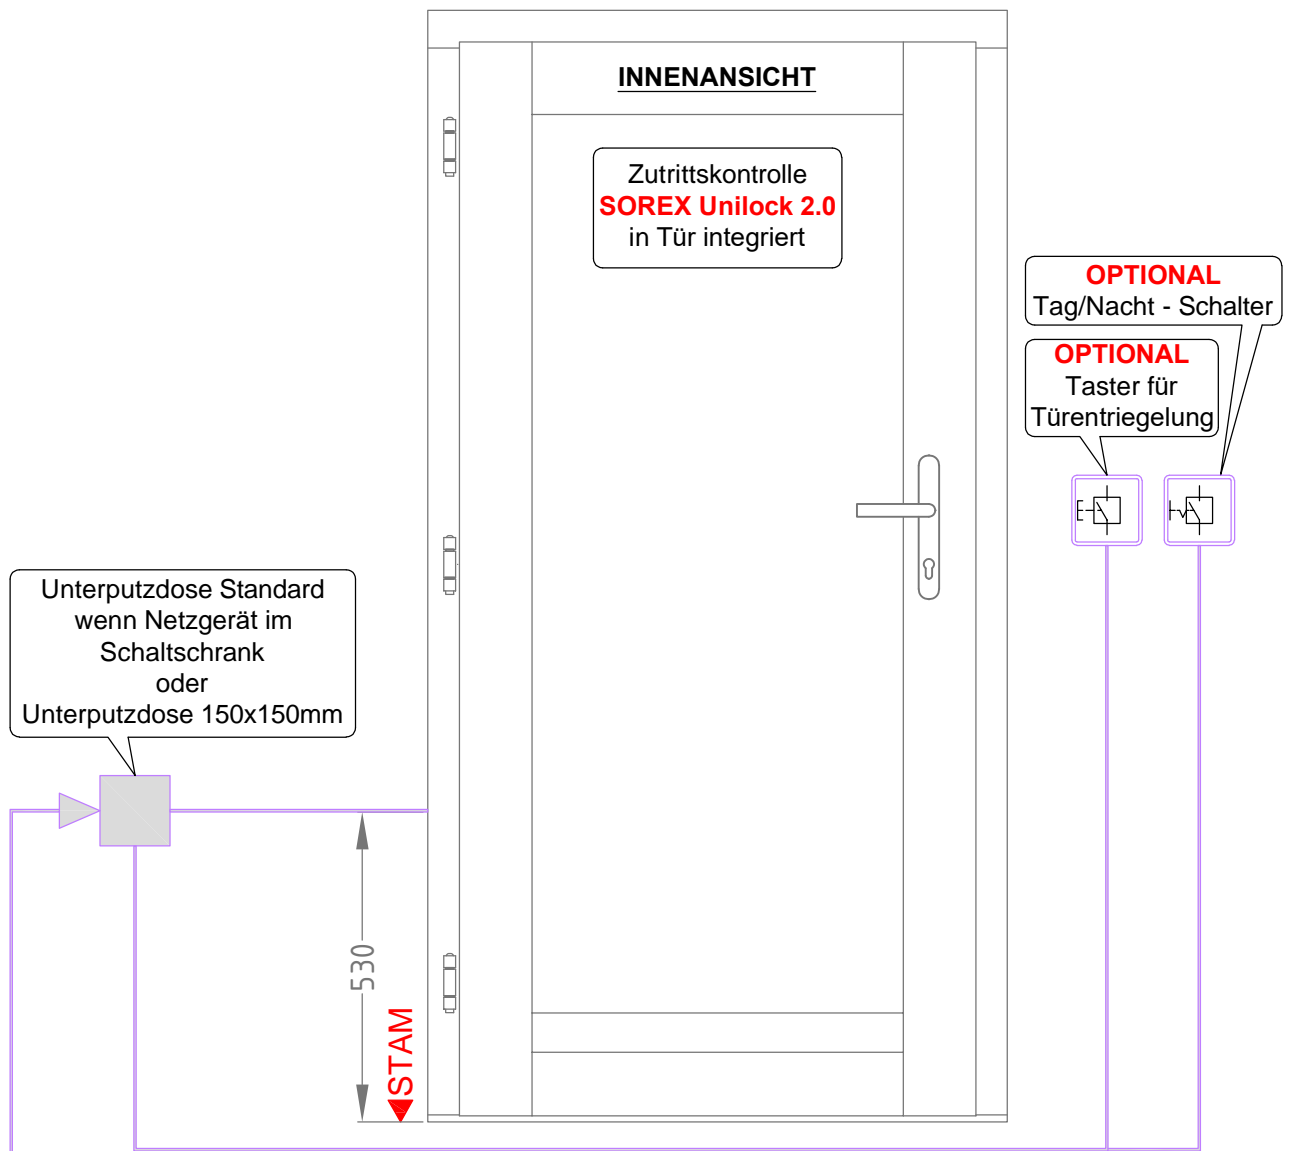 INNENANSICHT
Zutrittskontrolle
SOREX Unilock 2.0
in Tür integriert
OPTIONAL
Tag/Nacht - Schalter
OPTIONAL
Taster für
Türentriegelung
Unterputzdose Standard
wenn Netzgerät im
Schaltschrank
oder
Unterputzdose 150x150mm
530
STAM